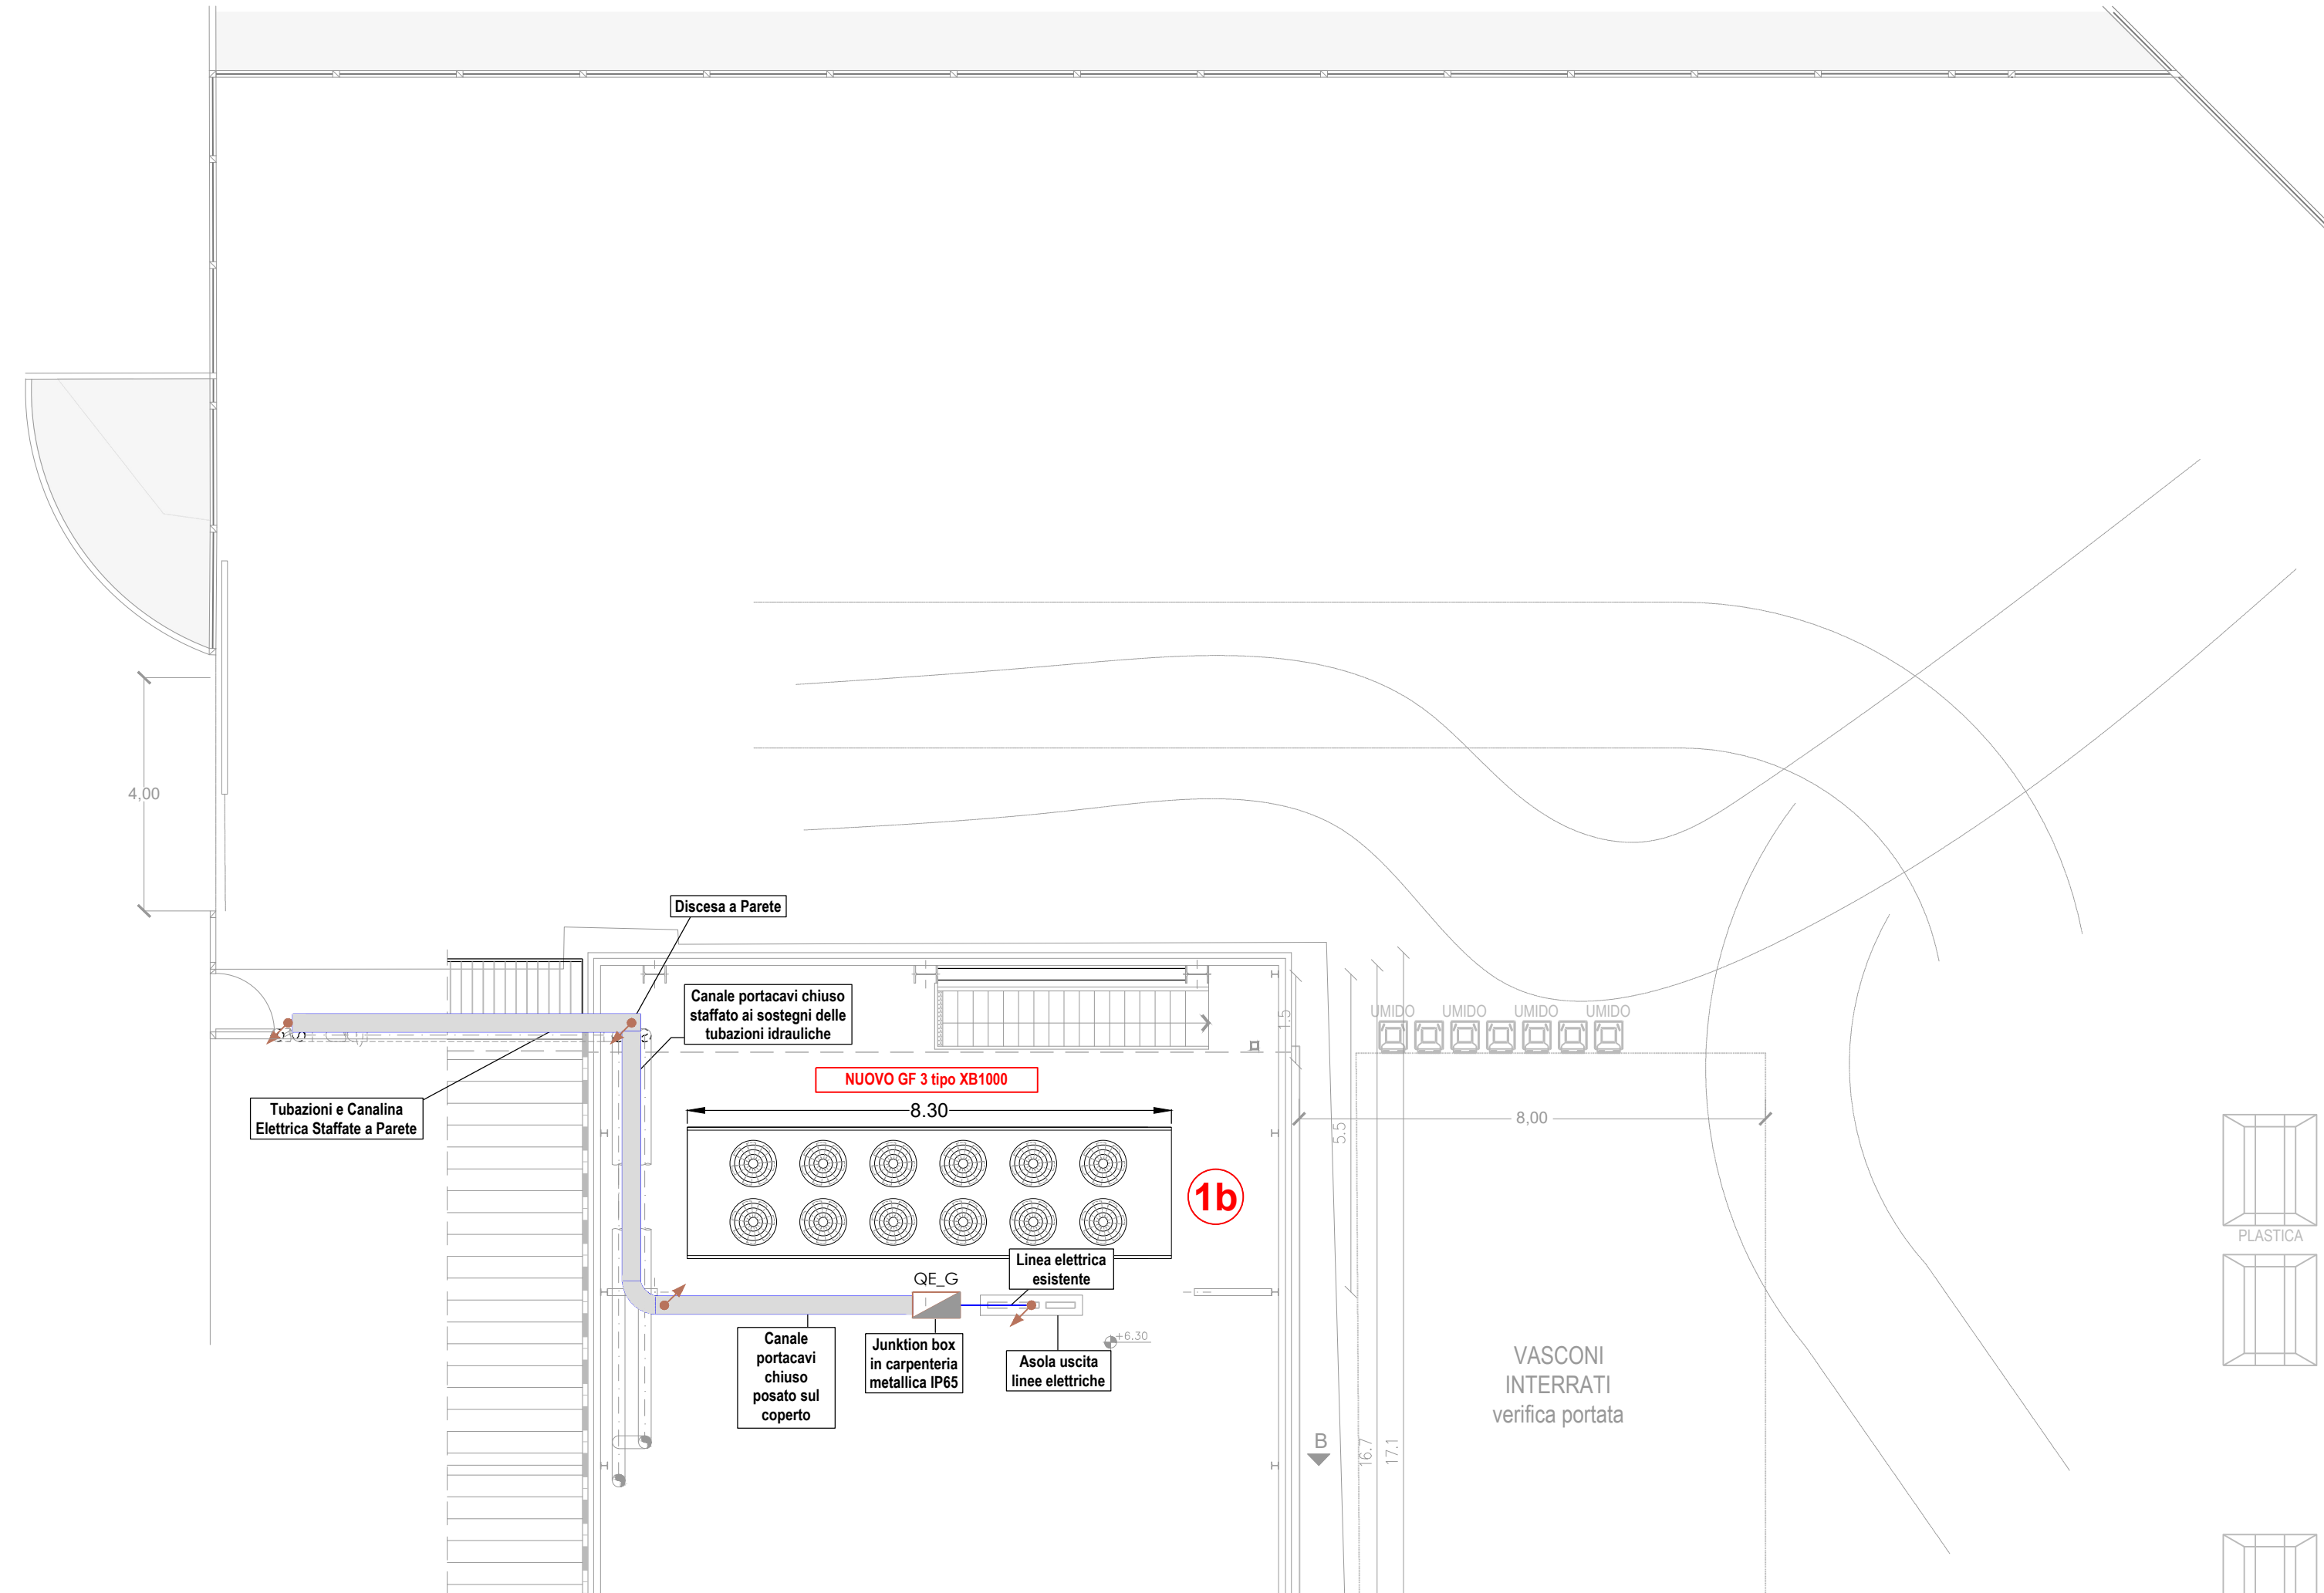 4,00
Discesa a Parete
Canale portacavi chiuso
staffato ai sostegni delle
tubazioni idrauliche
1.5
UMIDO
UMIDO
UMIDO
UMIDO
NUOVO GF 3 tipo XB1000
8.30
Tubazioni e Canalina
Elettrica Staffate a Parete
5.5
8,00
1b
PLASTICA
Linea elettrica
esistente
QE_G
Canale
portacavi
chiuso
posato sul
coperto
Junktion box
in carpenteria
metallica IP65
Asola uscita
linee elettriche
+6.30
VASCONI
INTERRATI
verifica portata
B
16.7
17.1